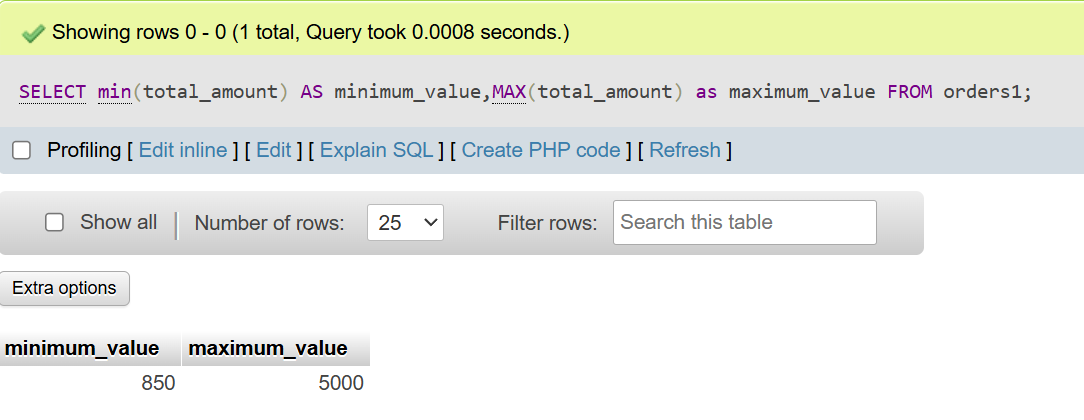 Showing rows 0 - 0 (1 total, Query took 0.0008 seconds.)
SELECT min(total_amount) AS minimum_value,MAX(total_amount) as maximum_value FROM orders1;
Profiling [ Edit inline ] [ Edit ] [ Explain SQL ] [ Create PHP code ] [ Refresh ]
Show all | Number of rows: 25 Filter rows: Search this table
Extra options
minimum_value maximum_value
850 5000